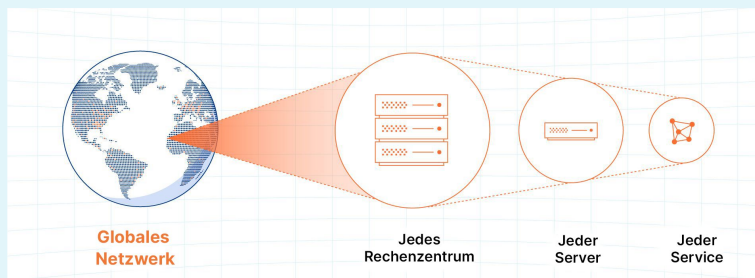 Globales
Netzwerk
Jedes
Rechenzentrum
Jeder
Server
Jeder
Service